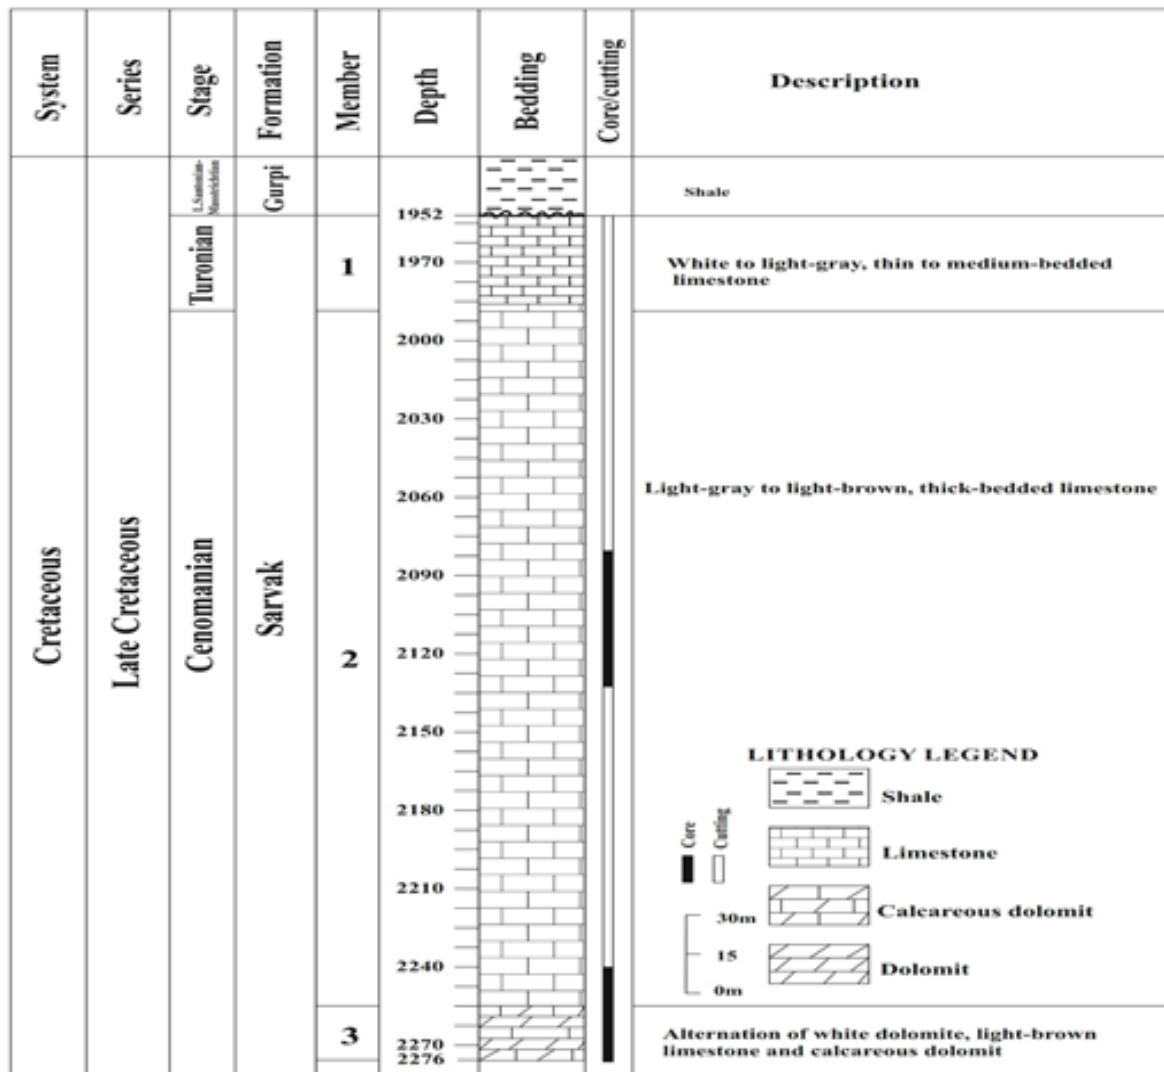 System
Series
Stage
Formation
Member
Depth
Bedding
Core/cutting
Description
Cretaceous
Late Cretaceous
L.Santonian-
Maastrichtian
Turonian
Cenomanian
Gurpi
Sarvak
1
2
3
1952
1970
2000
2030
2060
2090
2120
2150
2180
2210
2240
2270
2276
Shale
White to light-gray, thin to medium-bedded
limestone
Light-gray to light-brown, thick-bedded limestone
Alternation of white dolomite, light-brown
limestone and calcareous dolomit
LITHOLOGY LEGEND
Shale
Limestone
Calcareous dolomit
Dolomit
Core
Cutting
30m
15
0m